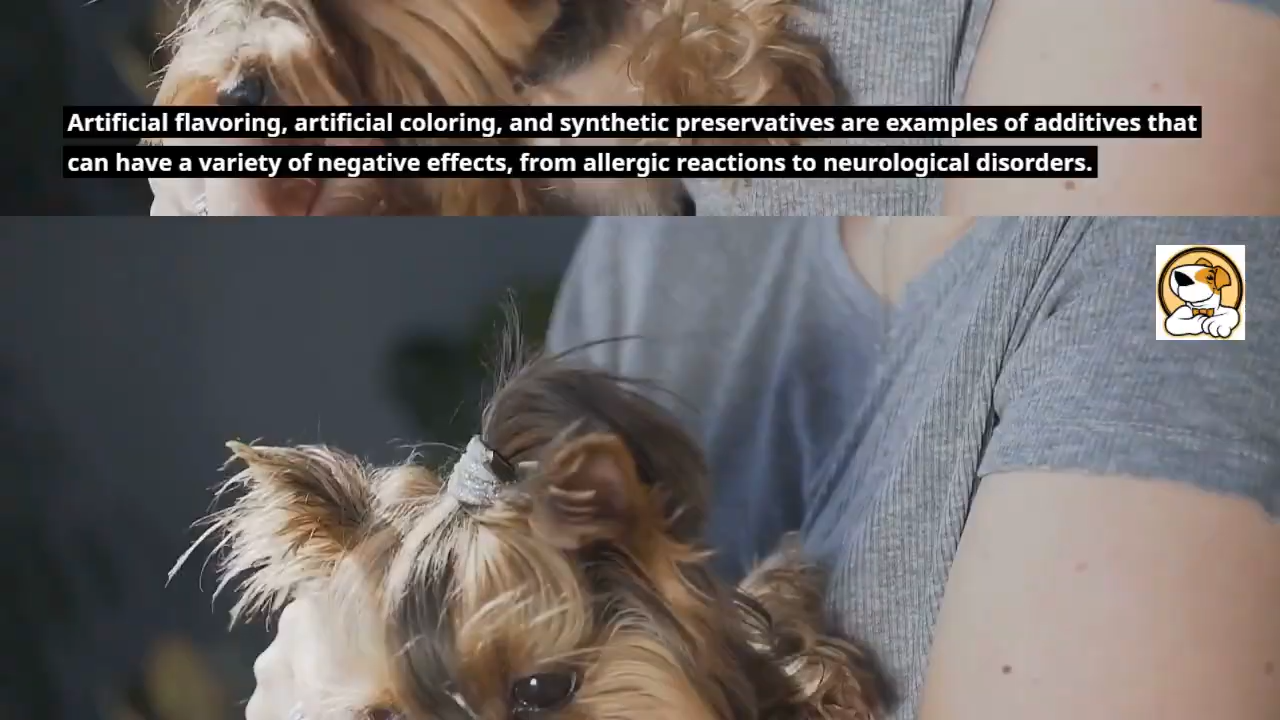 Artificial flavoring, artificial coloring, and synthetic preservatives are examples of additives that
can have a variety of negative effects, from allergic reactions to neurological disorders.